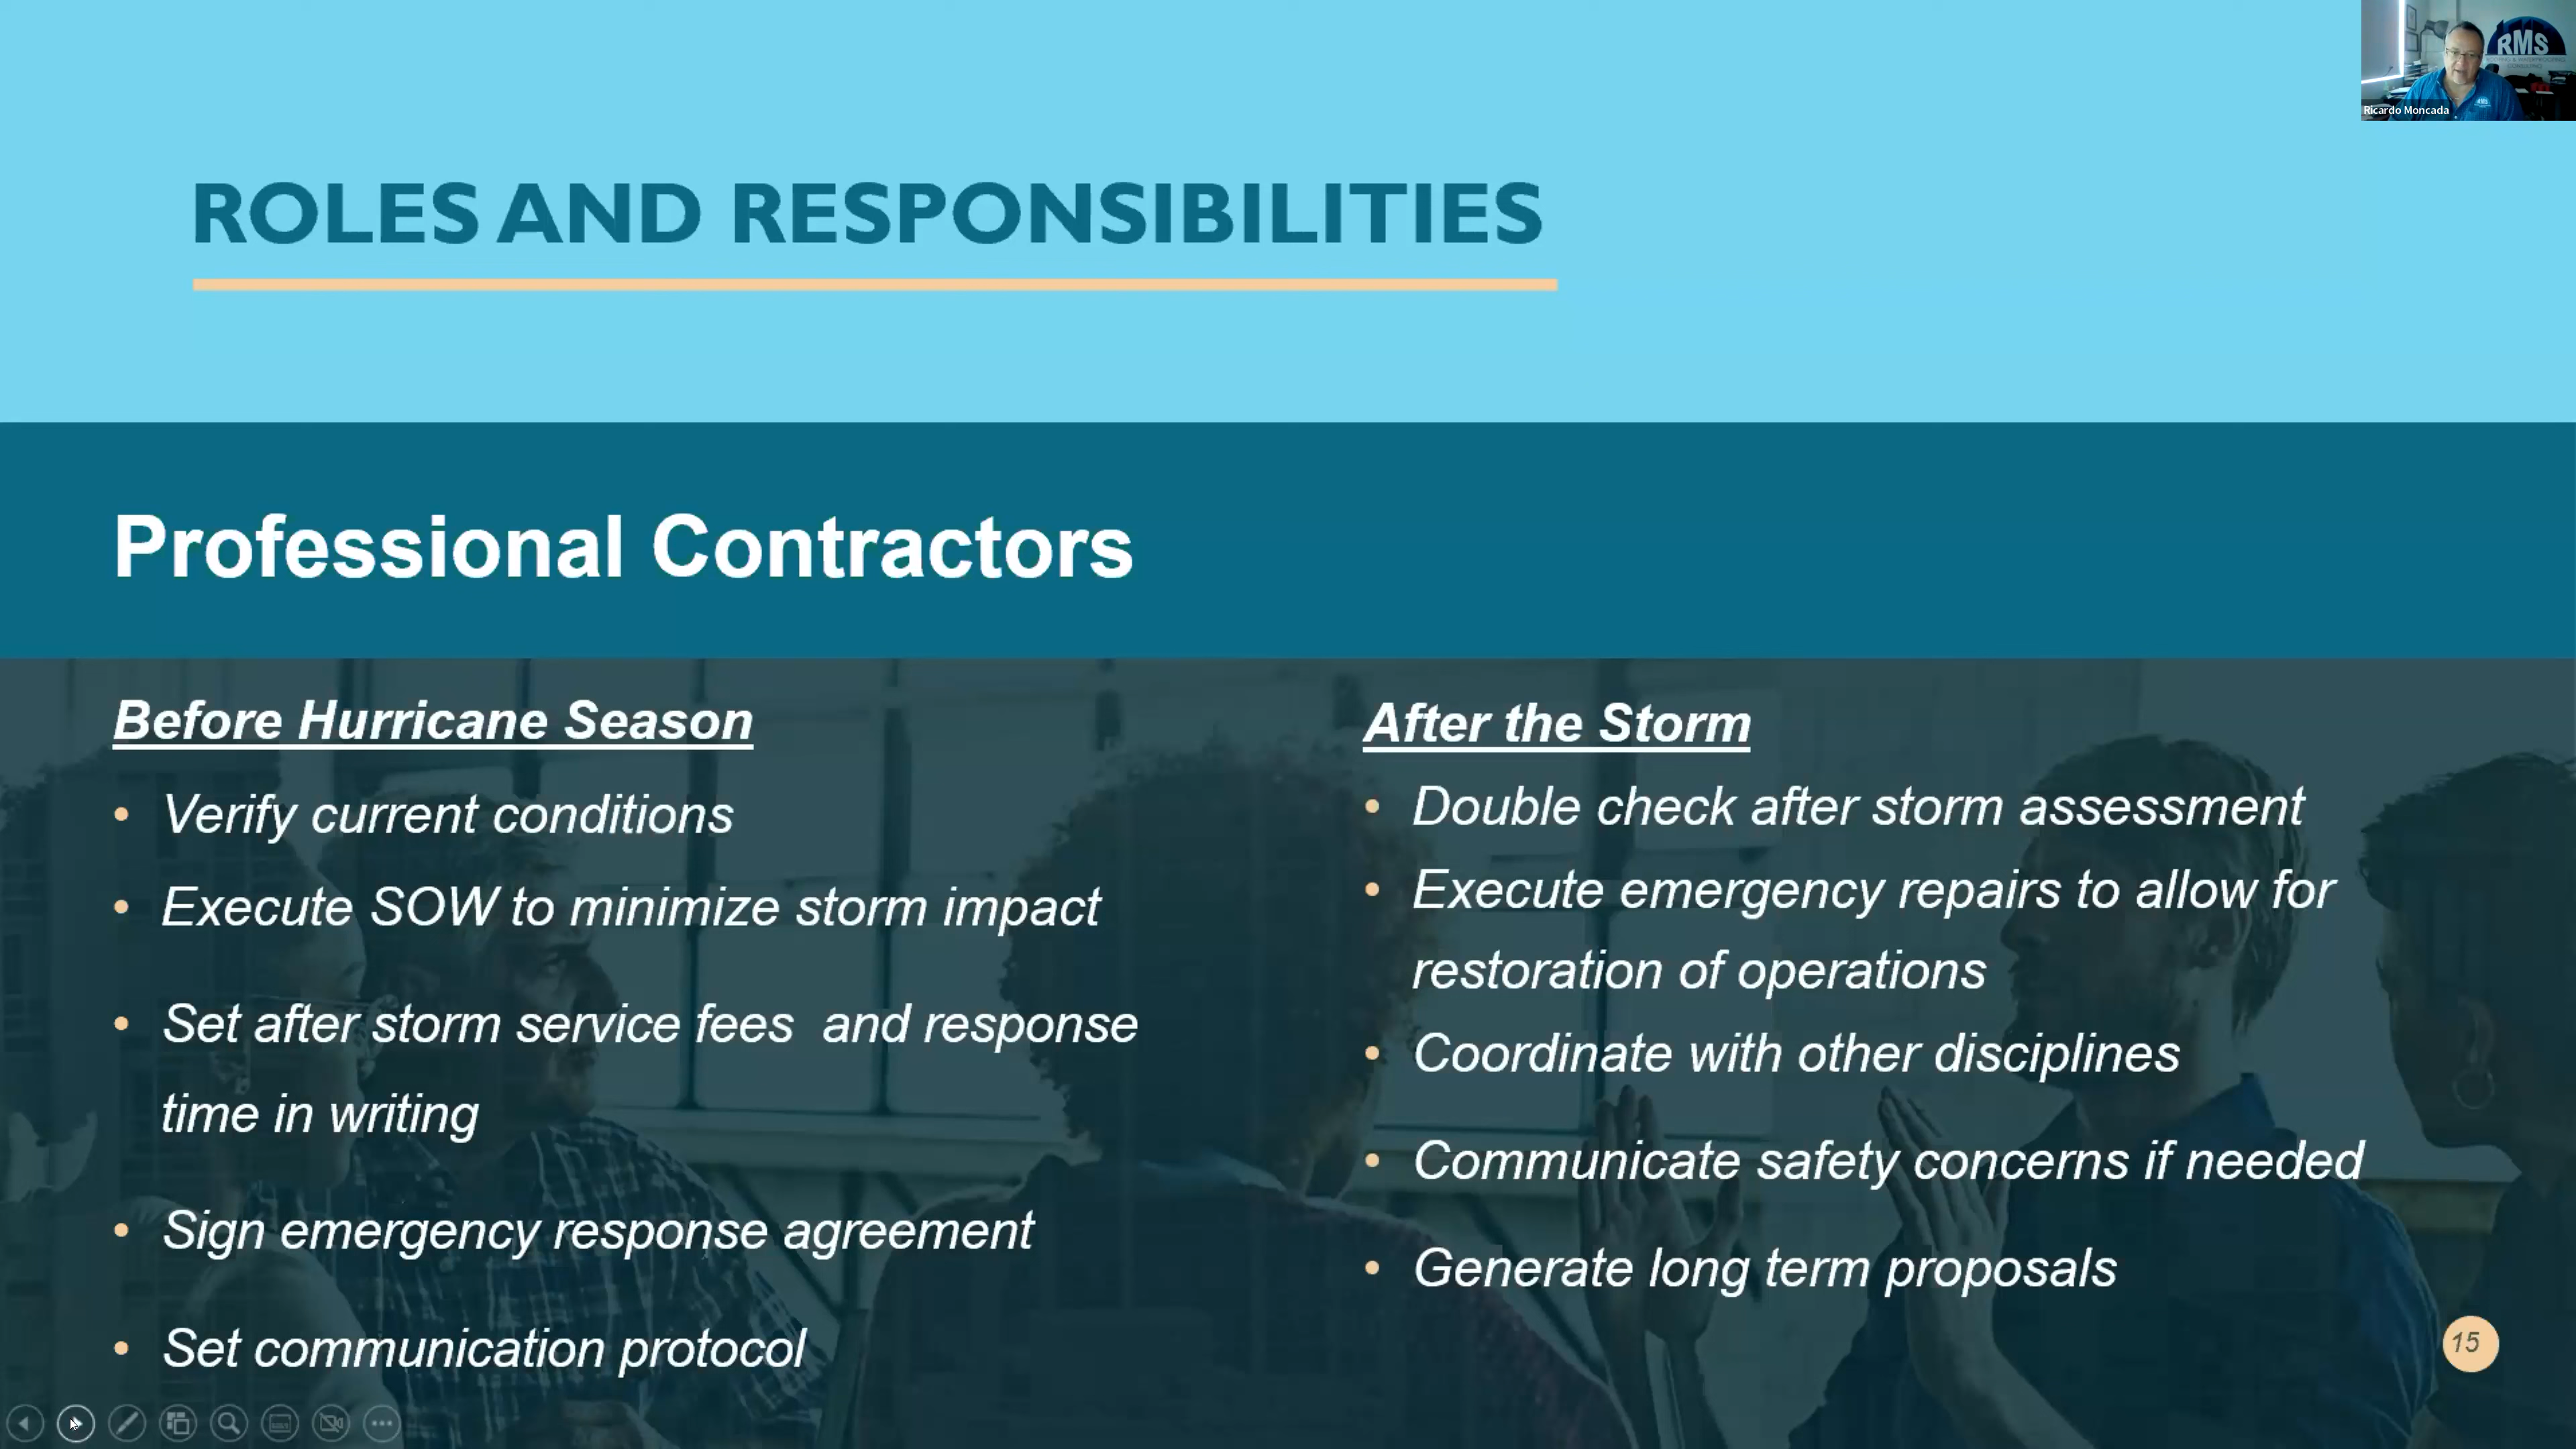 RMS
Ricardo Moncada
ROLES AND RESPONSIBILITIES
Professional Contractors
Before Hurricane Season
• Verify current conditions
• Execute SOW to minimize storm impact
• Set after storm service fees  and response
time in writing
• Sign emergency response agreement
• Set communication protocol
After the Storm
• Double check after storm assessment
• Execute emergency repairs to allow for
restoration of operations
• Coordinate with other disciplines
• Communicate safety concerns if needed
• Generate long term proposals
15